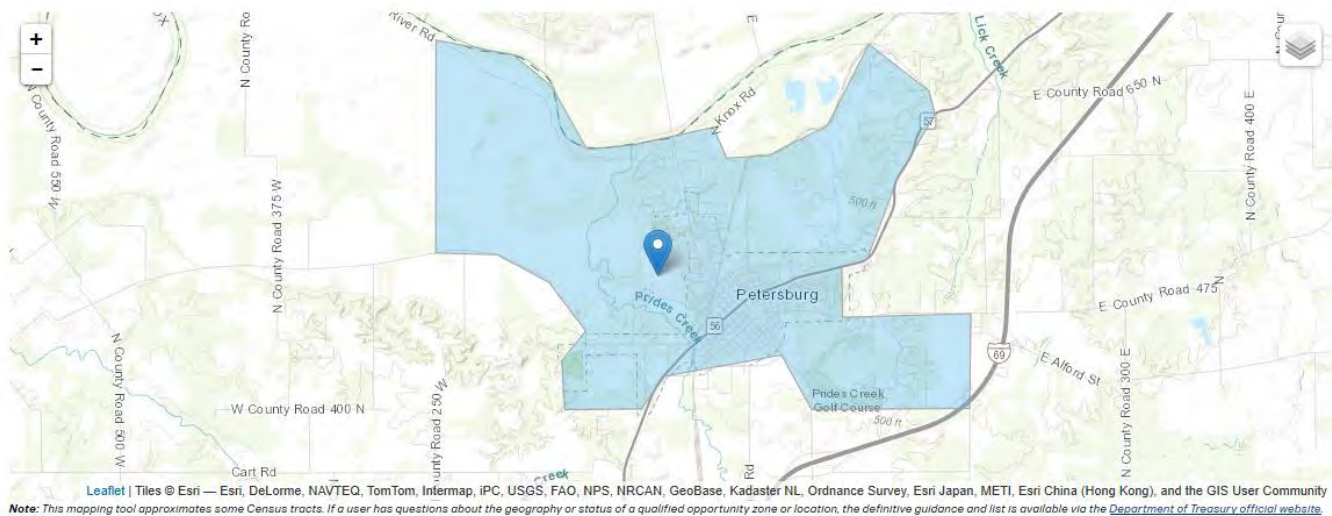 +
−
OX
River Rd
N County Ro
E
Lick Creek
N Cou
N Knox Rd
E County Road 650 N
57
N County Road 550 W
N County Road 375 W
N County Road 400 E
500 ft
Petersburg
Prides Creek
56
E County Road 475 N
69
E Alford St
N County Road 300 E
N County Road 500 W
W County Road 400 N
ounty Road 250 W
Prides Creek
Golf Course
500 ft
Cart Rd
Creek
Rd
Leaflet | Tiles © Esri — Esri, DeLorme, NAVTEQ, TomTom, Intermap, iPC, USGS, FAO, NPS, NRCAN, GeoBase, Kadaster NL, Ordnance Survey, Esri Japan, METI, Esri China (Hong Kong), and the GIS User Community
Note: This mapping tool approximates some Census tracts. If a user has questions about the geography or status of a qualified opportunity zone or location, the definitive guidance and list is available via the Department of Treasury official website.